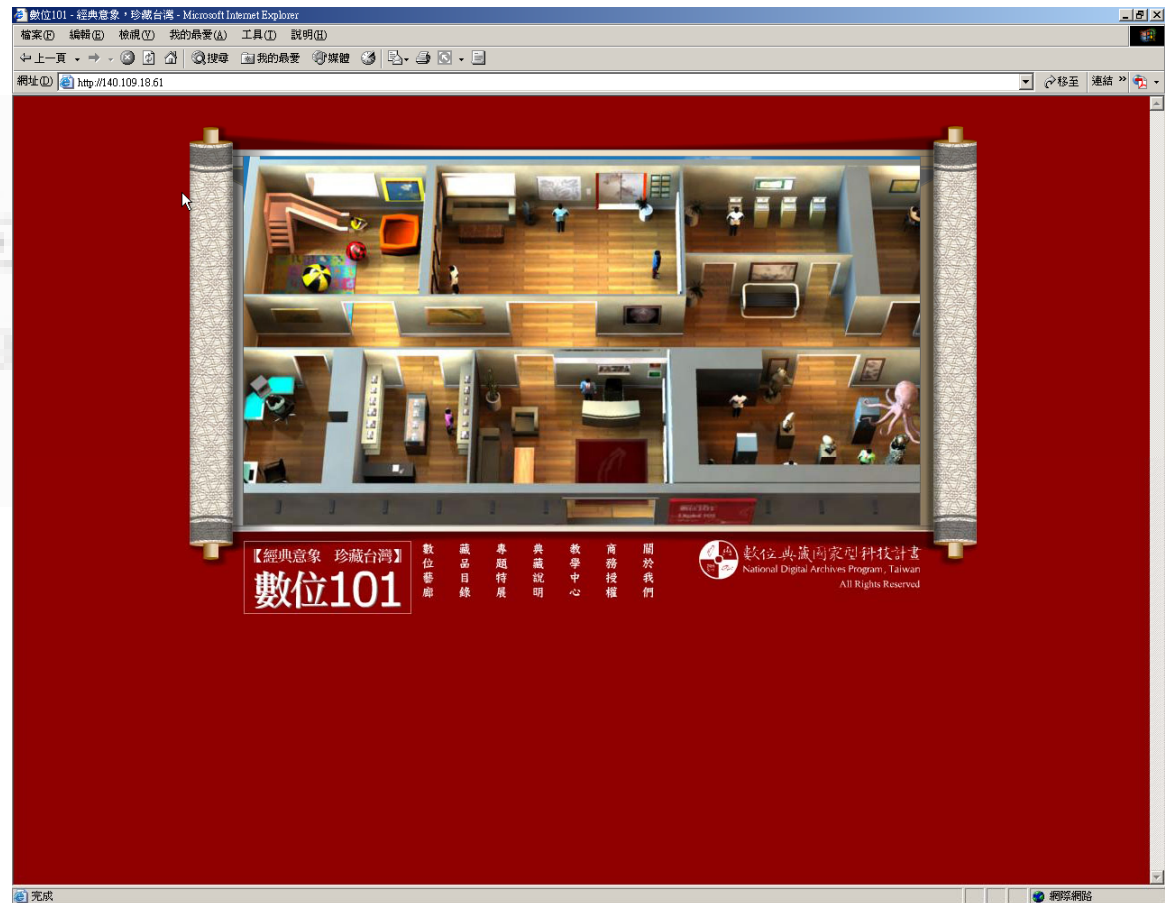 數位101 - 經典意象，珍藏台灣 - Microsoft Internet Explorer
檔案(F) 編輯(E) 檢視(V) 我的最愛(A) 工具(T) 說明(H)
上一頁 搜尋 我的最愛 媒體
網址(D) http://140.109.18.61 移至 連結 »
數位101
【經典意象 珍藏台灣】
數位101
數位藝廊
藏品目錄
專題特展
典藏說明
教學中心
商務授權
關於我們
數位典藏國家型科技計畫
National Digital Archives Program, Taiwan
All Rights Reserved
完成 網際網路